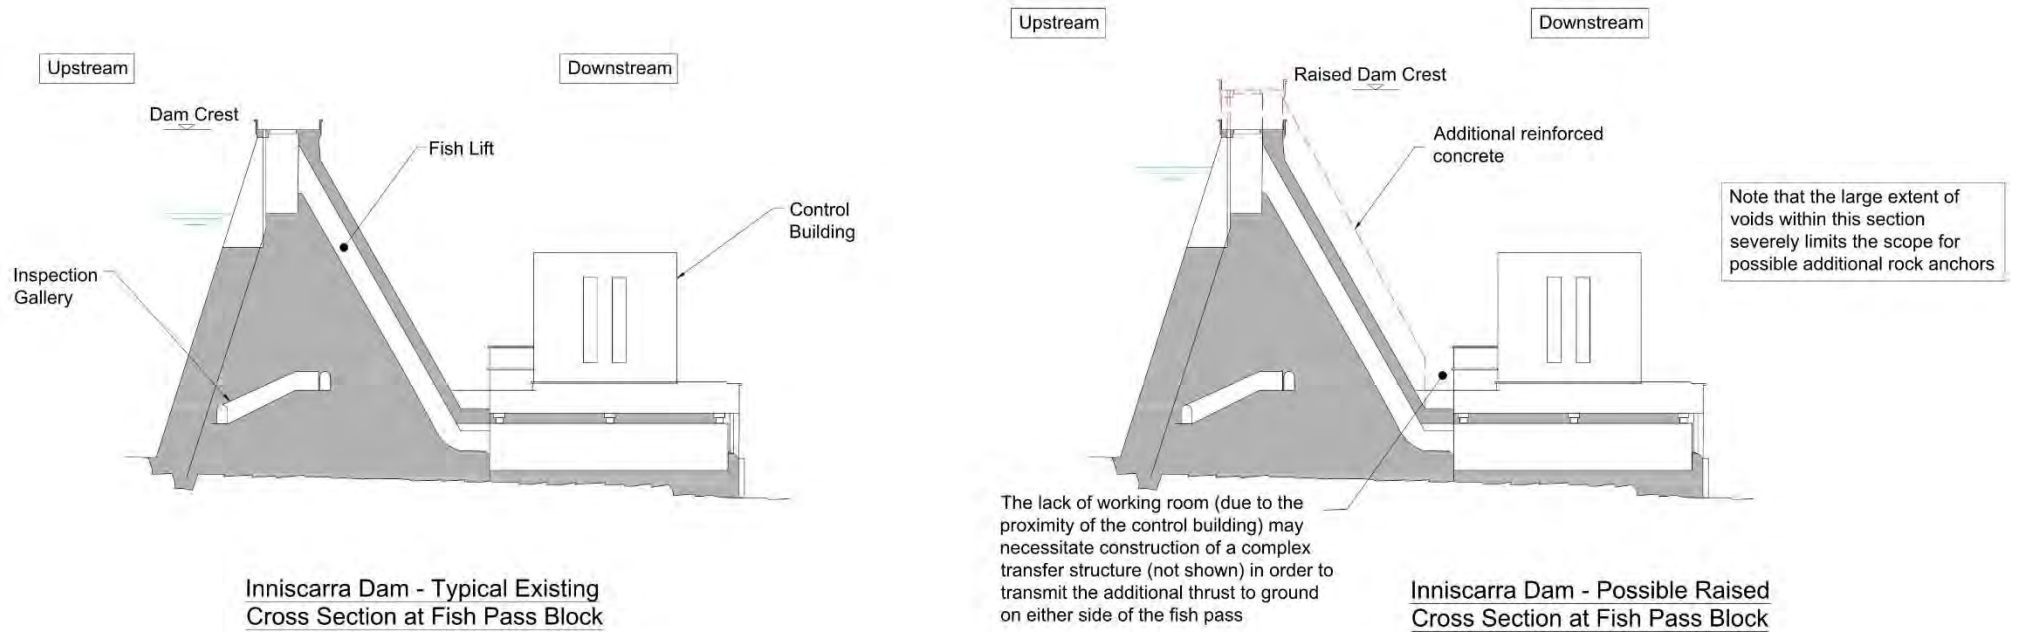 Upstream
Downstream
Dam Crest
Fish Lift
Control
Building
Inspection
Gallery
Inniscarra Dam - Typical Existing
Cross Section at Fish Pass Block
Upstream
Downstream
Raised Dam Crest
Additional reinforced
concrete
Note that the large extent of
voids within this section
severely limits the scope for
possible additional rock anchors
The lack of working room (due to the
proximity of the control building) may
necessitate construction of a complex
transfer structure (not shown) in order to
transmit the additional thrust to ground
on either side of the fish pass
Inniscarra Dam - Possible Raised
Cross Section at Fish Pass Block